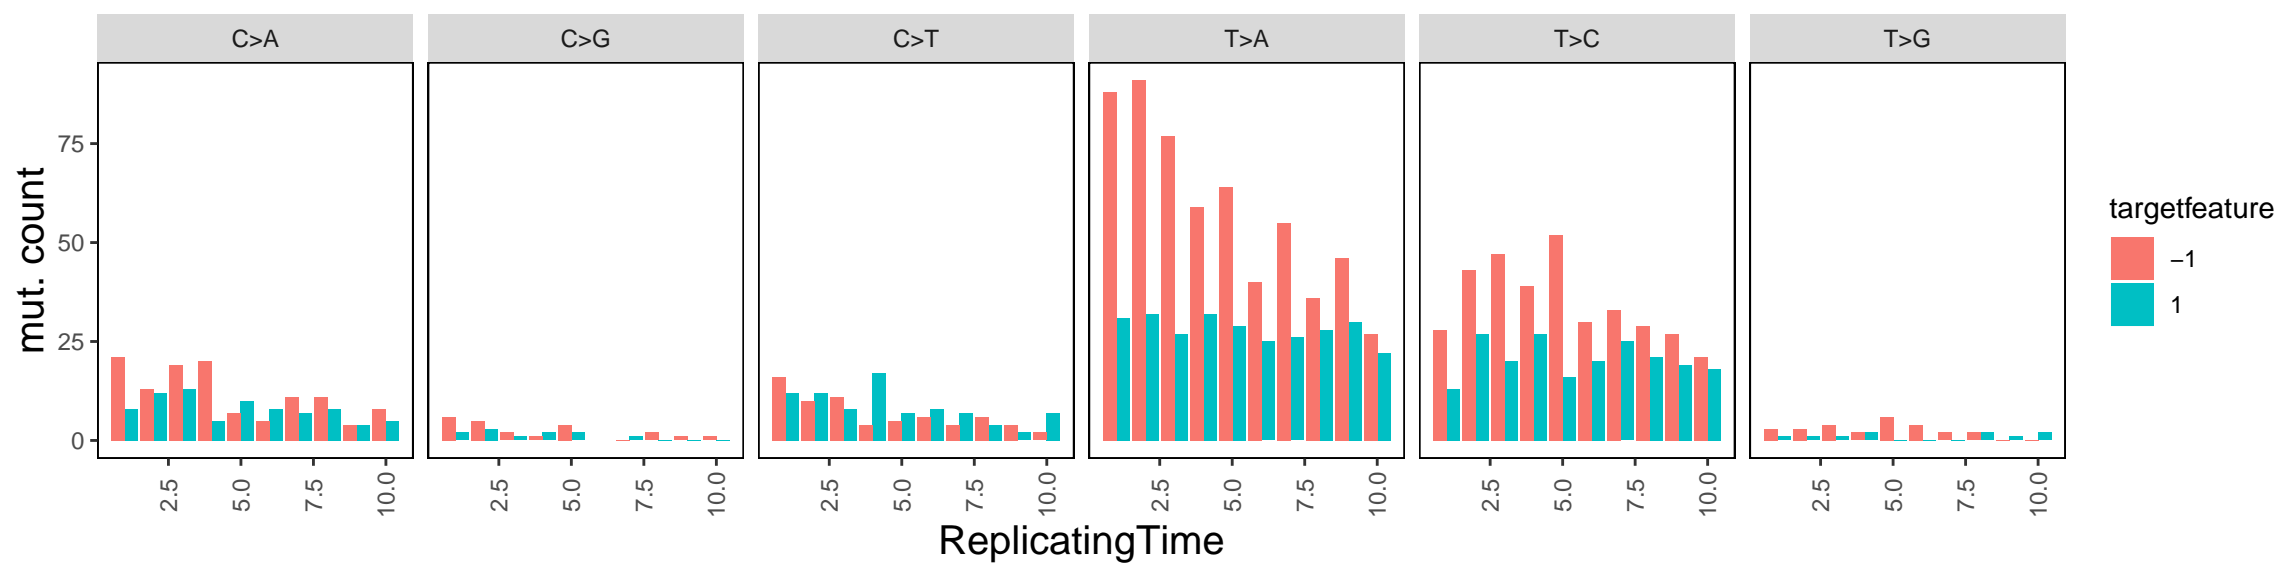 C>A C>G C>T T>A T>C T>G
mut. count
75
50
25
0
2.5 5.0 7.5 10.0 2.5 5.0 7.5 10.0 2.5 5.0 7.5 10.0 2.5 5.0 7.5 10.0 2.5 5.0 7.5 10.0 2.5 5.0 7.5 10.0
ReplicatingTime
targetfeature
−1
1